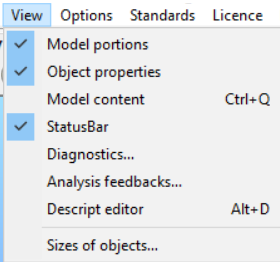 View Options Standards Licence
Model portions
Object properties
Model content Ctrl+Q
StatusBar
Diagnostics...
Analysis feedbacks...
Descript editor Alt+D
Sizes of objects...